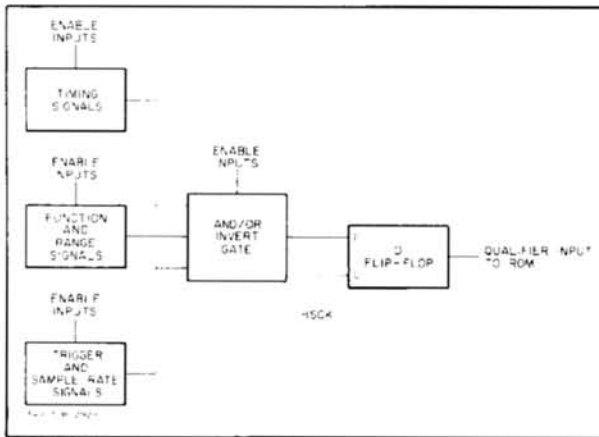 ENABLE
INPUTS
TIMING
SIGNALS
ENABLE
INPUTS
FUNCTION
AND
RANGE
SIGNALS
ENABLE
INPUTS
AND/OR
INVERT
GATE
D
FLIP-FLOP
QUALIFIER INPUT
TO ROM
HSCK
ENABLE
INPUTS
TRIGGER
AND
SAMPLE RATE
SIGNALS